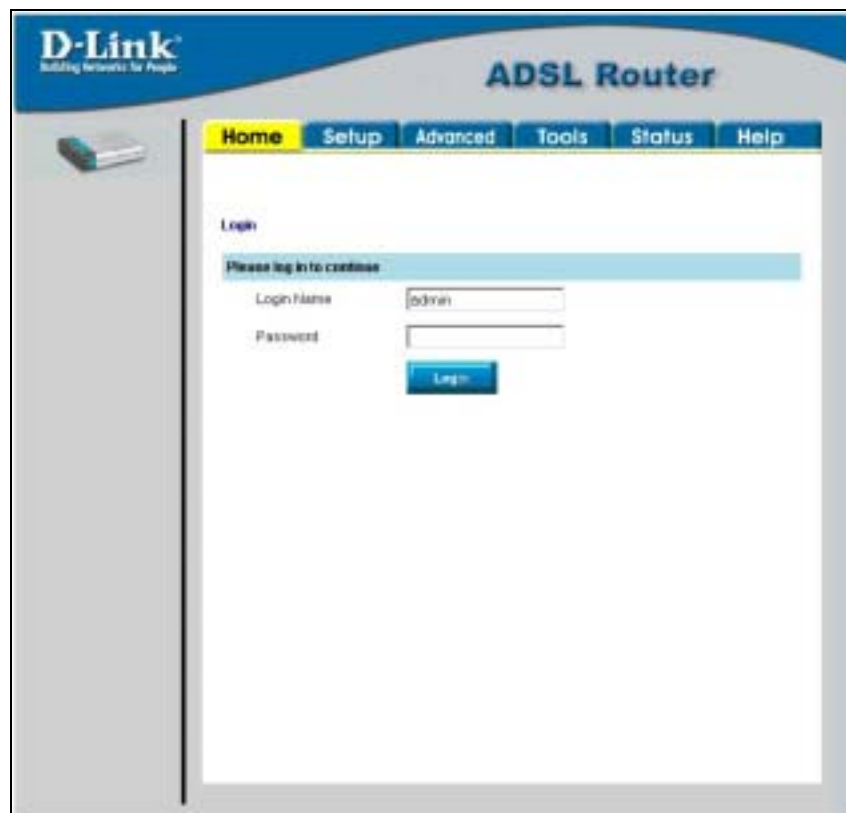 D-Link
Building Networks for People
ADSL Router
Home Setup Advanced Tools Status Help
Login
Please log in to continue
Login Name admin
Password
Login